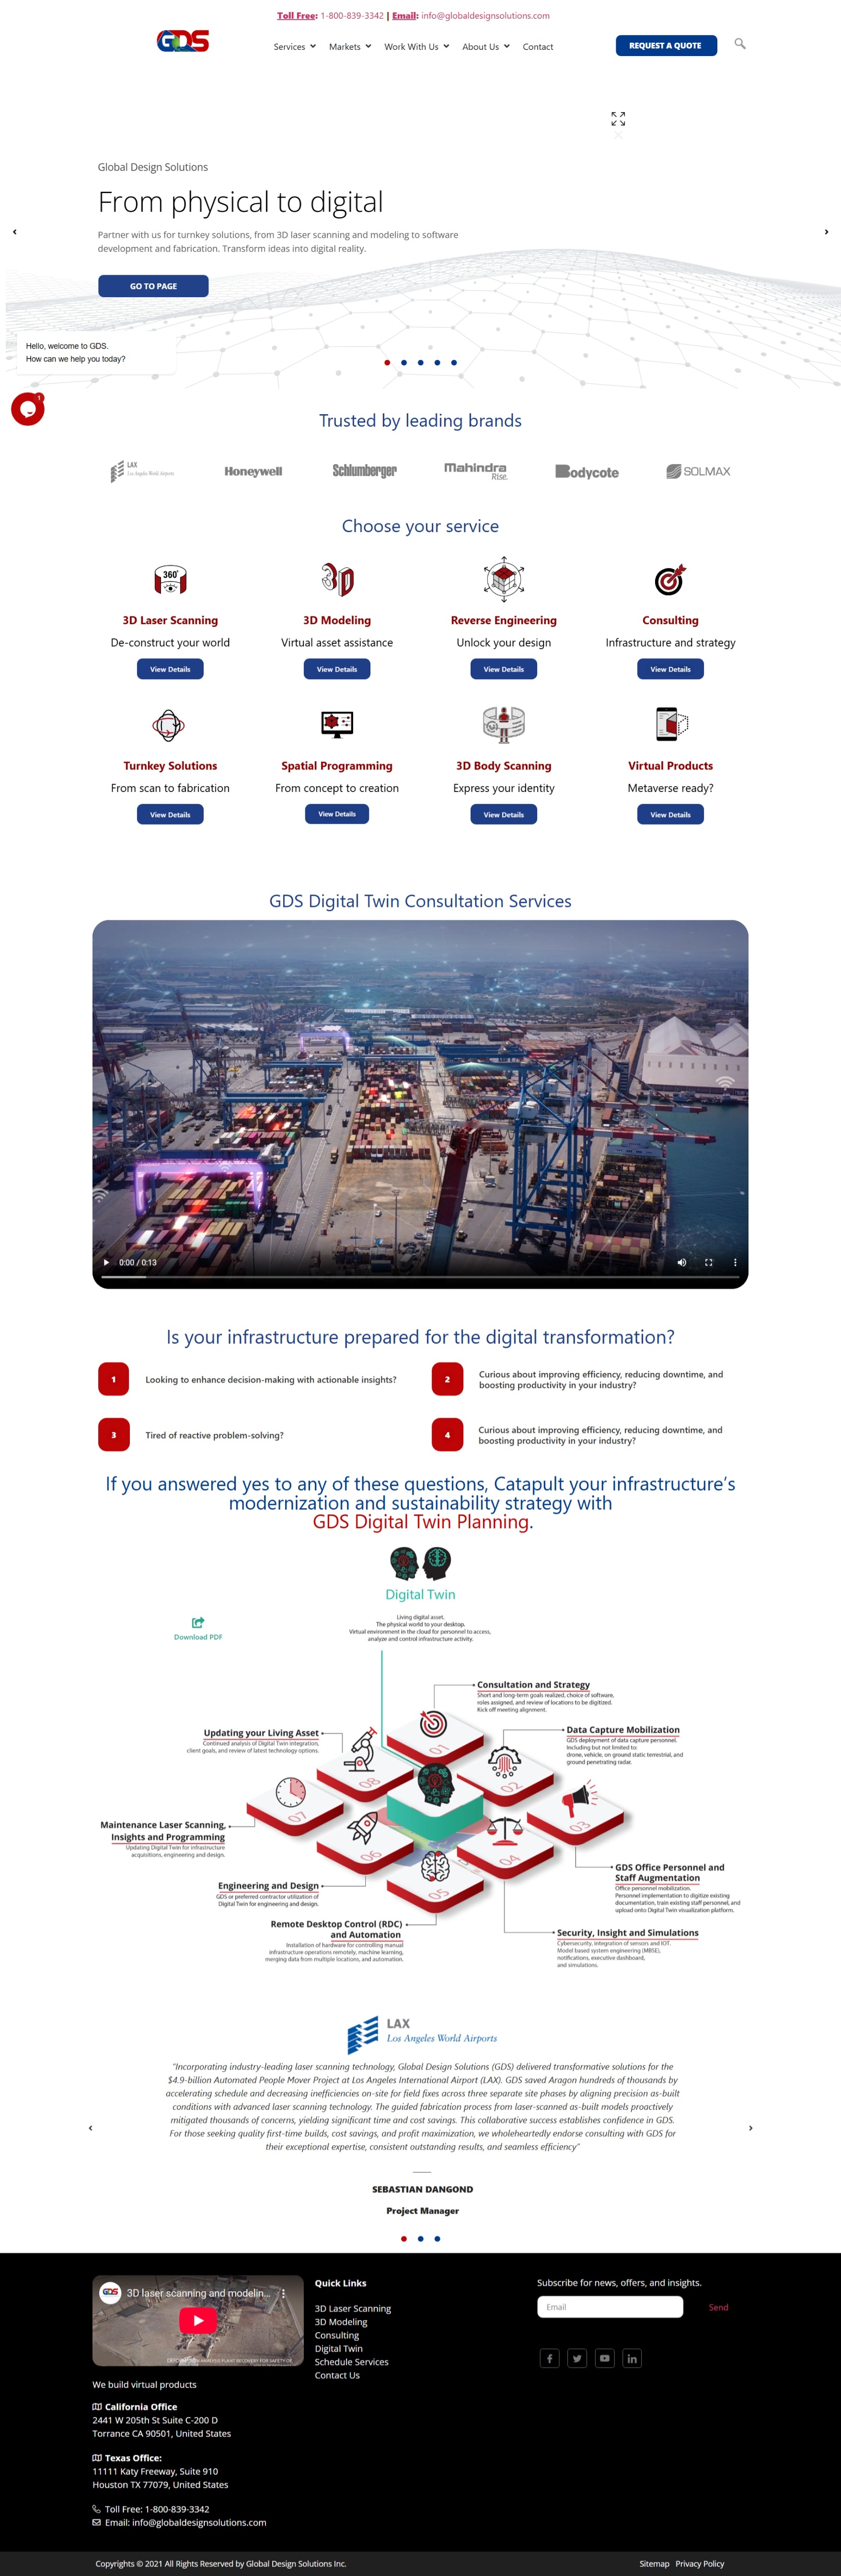 Toll Free: 1-800-839-3342 | Email: info@globaldesignsolutions.com
GDS
Services
Markets
Work With Us
About Us
Contact
REQUEST A QUOTE
Global Design Solutions
From physical to digital
Partner with us for turnkey solutions, from 3D laser scanning and modeling to software
development and fabrication. Transform ideas into digital reality.
GO TO PAGE
Hello, welcome to GDS.
How can we help you today?
1
Trusted by leading brands
LAX
Los Angeles World Airports
Honeywell
Schlumberger
Mahindra
Rise.
Bodycote
SOLMAX
Choose your service
360°
3D
3D Laser Scanning
3D Modeling
Reverse Engineering
Consulting
De-construct your world
Virtual asset assistance
Unlock your design
Infrastructure and strategy
View Details
View Details
View Details
View Details
Turnkey Solutions
Spatial Programming
3D Body Scanning
Virtual Products
From scan to fabrication
From concept to creation
Express your identity
Metaverse ready?
View Details
View Details
View Details
View Details
GDS Digital Twin Consultation Services
0:00 / 0:13
Is your infrastructure prepared for the digital transformation?
1
Looking to enhance decision-making with actionable insights?
2
Curious about improving efficiency, reducing downtime, and
boosting productivity in your industry?
3
Tired of reactive problem-solving?
4
Curious about improving efficiency, reducing downtime, and
boosting productivity in your industry?
If you answered yes to any of these questions, Catapult your infrastructure's
modernization and sustainability strategy with
GDS Digital Twin Planning.
Digital Twin
Living digital asset.
The physical world to your desktop.
Virtual environment in the cloud for personnel to access,
analyze and control infrastructure activity.
Download PDF
Consultation and Strategy
Short and long-term goals realized, choice of software,
roles assigned, and review of locations to be digitized.
Kick off meeting alignment.
Updating your Living Asset
Continued analysis of Digital Twin integration,
client goals, and review of latest technology options.
Data Capture Mobilization
GDS deployment of data capture personnel.
Including but not limited to:
drone, vehicle, on ground static terrestrial, and
ground penetrating radar.
01
08
02
07
03
06
04
05
Maintenance Laser Scanning,
Insights and Programming
Updating Digital Twin for infrastructure
acquisitions, engineering and design.
GDS Office Personnel and
Staff Augmentation
Office personnel mobilization.
Personnel implementation to digitize existing
documentation, train existing staff personnel, and
upload onto Digital Twin visualization platform.
Engineering and Design
GDS or preferred contractor utilization of
Digital Twin for engineering and design.
Remote Desktop Control (RDC)
and Automation
Installation of hardware for controlling manual
infrastructure operations remotely, machine learning,
merging data from multiple locations, and automation.
Security, Insight and Simulations
Cybersecurity, integration of sensors and IOT.
Model based system engineering (MBSE),
notifications, executive dashboard,
and simulations.
LAX
Los Angeles World Airports
"Incorporating industry-leading laser scanning technology, Global Design Solutions (GDS) delivered transformative solutions for the
$4.9-billion Automated People Mover Project at Los Angeles International Airport (LAX). GDS saved Aragon hundreds of thousands by
accelerating schedule and decreasing inefficiencies on-site for field fixes across three separate site phases by aligning precision as-built
conditions with advanced laser scanning technology. The guided fabrication process from laser-scanned as-built models proactively
mitigated thousands of concerns, yielding significant time and cost savings. This collaborative success establishes confidence in GDS.
For those seeking quality first-time builds, cost savings, and profit maximization, we wholeheartedly endorse consulting with GDS for
their exceptional expertise, consistent outstanding results, and seamless efficiency"
SEBASTIAN DANGOND
Project Manager
GDS
3D laser scanning and modelin...
DEFORMATION ANALYSIS PLANT RECOVERY FOR SAFETY OF
We build virtual products
California Office
2441 W 205th St Suite C-200 D
Torrance CA 90501, United States
Texas Office:
11111 Katy Freeway, Suite 910
Houston TX 77079, United States
Toll Free: 1-800-839-3342
Email: info@globaldesignsolutions.com
Quick Links
3D Laser Scanning
3D Modeling
Consulting
Digital Twin
Schedule Services
Contact Us
Subscribe for news, offers, and insights.
Email
Send
Copyrights © 2021 All Rights Reserved by Global Design Solutions Inc.
Sitemap
Privacy Policy